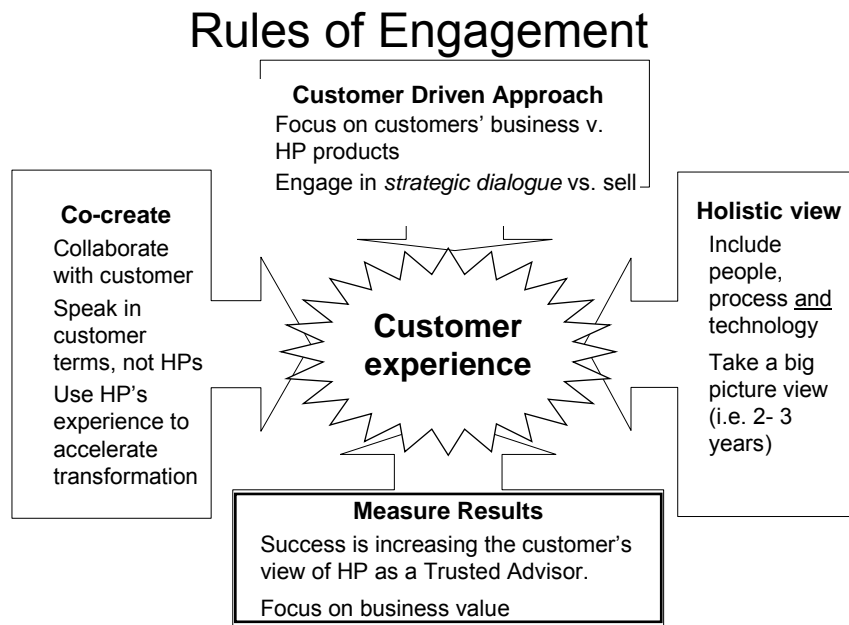 Rules of Engagement
Customer Driven Approach
Focus on customers' business v.
HP products
Engage in strategic dialogue vs. sell
Co-create
Collaborate
with customer
Speak in
customer
terms, not HPs
Use HP's
experience to
accelerate
transformation
Customer
experience
Holistic view
Include
people,
process and
technology
Take a big
picture view
(i.e. 2- 3
years)
Measure Results
Success is increasing the customer's
view of HP as a Trusted Advisor.
Focus on business value